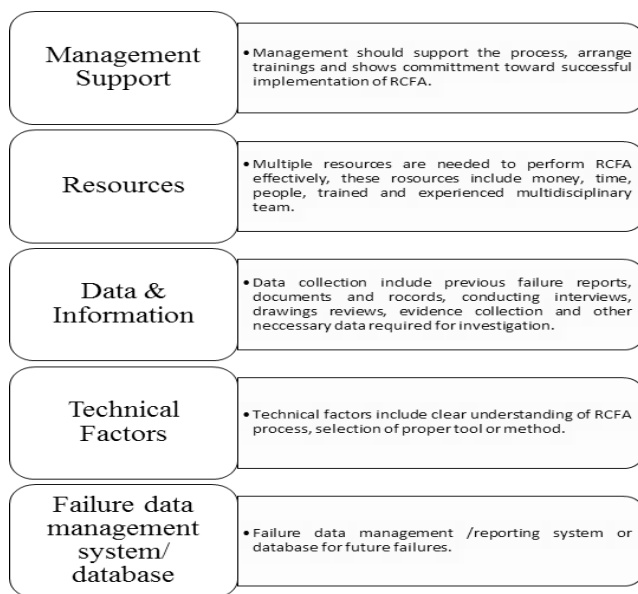 Management
Support
•Management should support the process, arrange
trainings and shows committment toward successful
implementation of RCFA.
Resources
•Multiple resources are needed to perform RCFA
effectively, these rosources include money, time,
people, trained and experienced multidisciplinary
team.
Data &
Information
•Data collection include previous failure reports,
documents and rocords, conducting interviews,
drawings reviews, evidence collection and other
neccessary data required for investigation.
Technical
Factors
•Technical factors include clear understanding of RCFA
process, selection of proper tool or method.
Failure data
management
system/
database
•Failure data management /reporting system or
database for future failures.